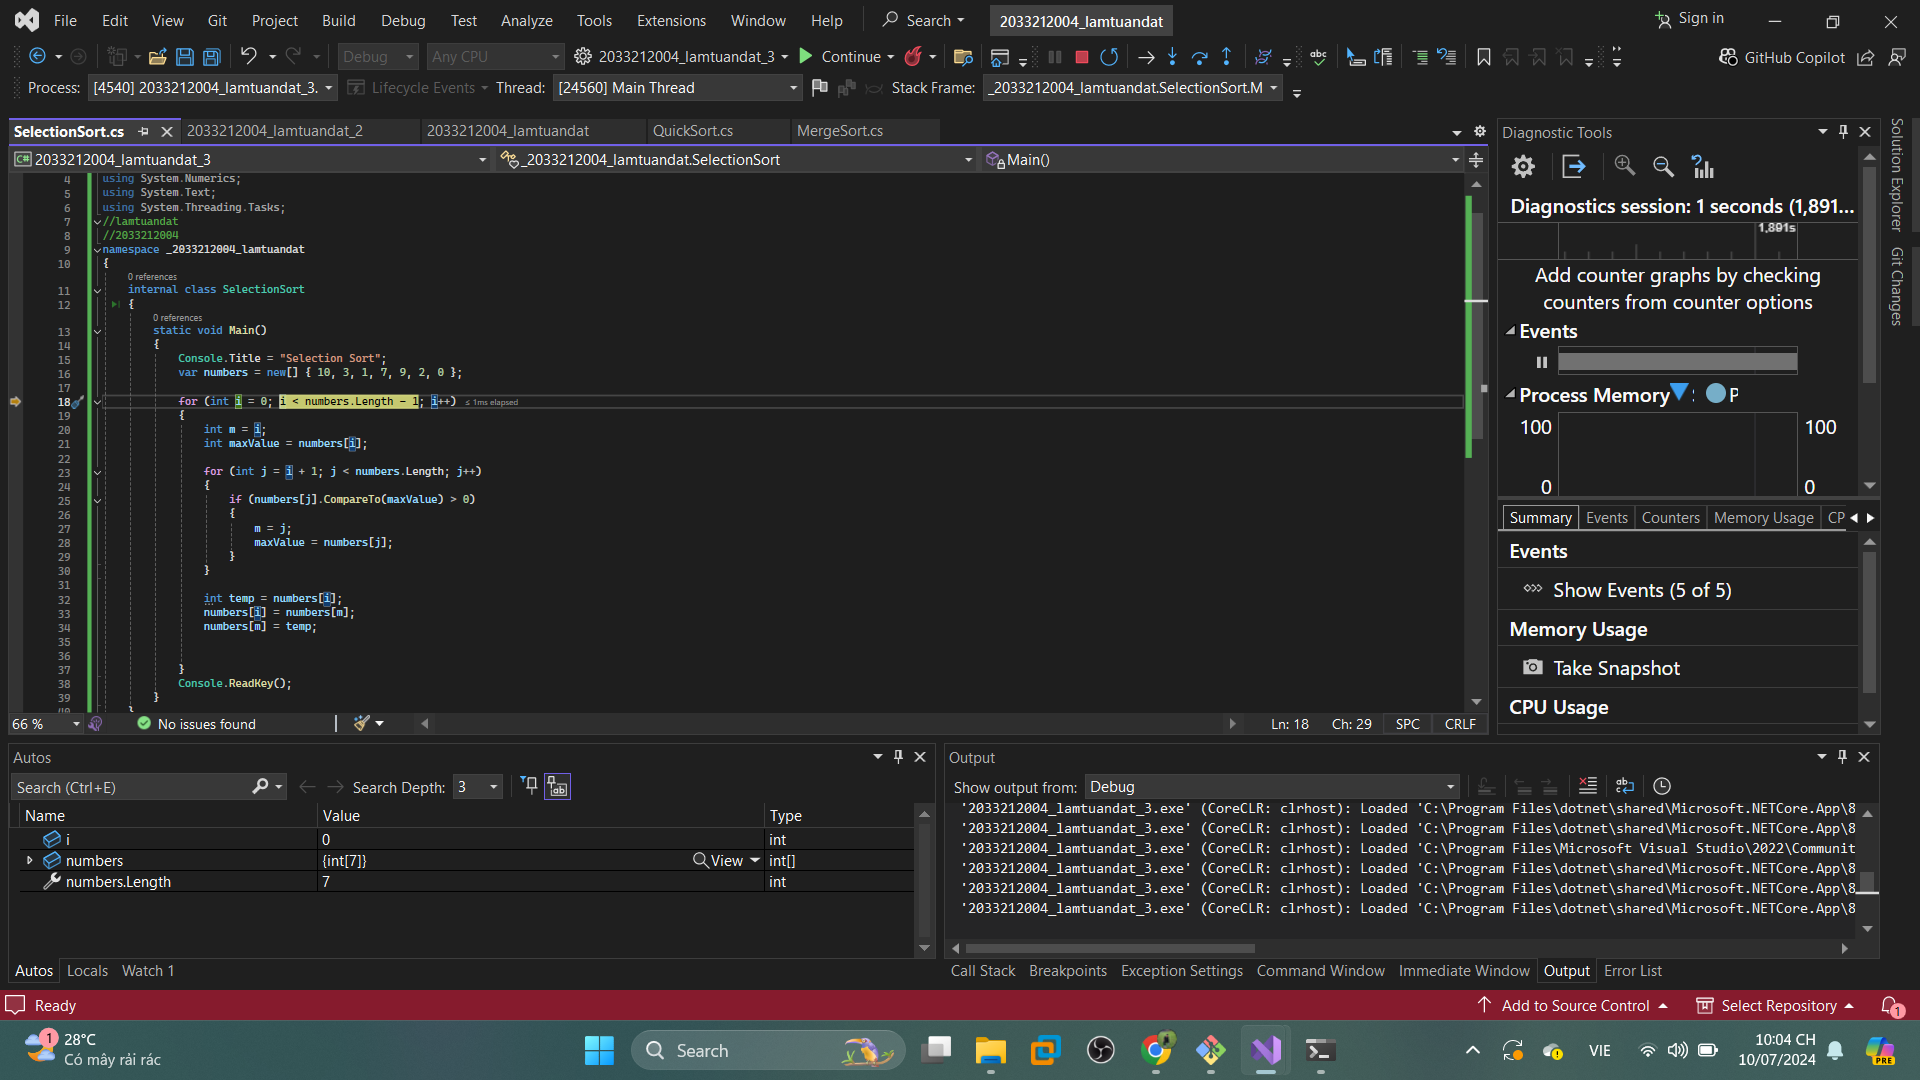 File Edit View Git Project Build Debug Test Analyze Tools Extensions Window Help Search 2033212004_lamtuandat Sign in
Debug Any CPU 2033212004_lamtuandat_3 Continue GitHub Copilot
Process: [4540] 2033212004_lamtuandat_3. Lifecycle Events Thread: [24560] Main Thread Stack Frame: _2033212004_lamtuandat.SelectionSort.M
SelectionSort.cs 2033212004_lamtuandat_2 2033212004_lamtuandat QuickSort.cs MergeSort.cs
2033212004_lamtuandat_3 _2033212004_lamtuandat.SelectionSort Main()
4 using System.Numerics;
5 using System.Text;
6 using System.Threading.Tasks;
7 //lamtuandat
8 //2033212004
9 namespace _2033212004_lamtuandat
10 {
0 references
11 internal class SelectionSort
12 {
0 references
13 static void Main()
14 {
15 Console.Title = "Selection Sort";
16 var numbers = new[] { 10, 3, 1, 7, 9, 2, 0 };
17
18 for (int i = 0; i < numbers.Length - 1; i++) ≤ 1ms elapsed
19 {
20 int m = i;
21 int maxValue = numbers[i];
22
23 for (int j = i + 1; j < numbers.Length; j++)
24 {
25 if (numbers[j].CompareTo(maxValue) > 0)
26 {
27 m = j;
28 maxValue = numbers[j];
29 }
30 }
31
32 int temp = numbers[i];
33 numbers[i] = numbers[m];
34 numbers[m] = temp;
35
36
37 }
38 Console.ReadKey();
39 }
40 }
66 % No issues found Ln: 18 Ch: 29 SPC CRLF
Diagnostic Tools
Diagnostics session: 1 seconds (1,891...
1,891s
Add counter graphs by checking
counters from counter options
Events
Process Memory P
100 100
0 0
Summary Events Counters Memory Usage CP
Events
Show Events (5 of 5)
Memory Usage
Take Snapshot
CPU Usage
Solution Explorer
Git Changes
Autos
Search (Ctrl+E) Search Depth: 3
Name Value Type
i 0 int
numbers {int[7]} View int[]
numbers.Length 7 int
Autos Locals Watch 1
Output
Show output from: Debug
'2033212004_lamtuandat_3.exe' (CoreCLR: clrhost): Loaded 'C:\Program Files\dotnet\shared\Microsoft.NETCore.App\8
'2033212004_lamtuandat_3.exe' (CoreCLR: clrhost): Loaded 'C:\Program Files\dotnet\shared\Microsoft.NETCore.App\8
'2033212004_lamtuandat_3.exe' (CoreCLR: clrhost): Loaded 'C:\Program Files\Microsoft Visual Studio\2022\Communit
'2033212004_lamtuandat_3.exe' (CoreCLR: clrhost): Loaded 'C:\Program Files\dotnet\shared\Microsoft.NETCore.App\8
'2033212004_lamtuandat_3.exe' (CoreCLR: clrhost): Loaded 'C:\Program Files\dotnet\shared\Microsoft.NETCore.App\8
'2033212004_lamtuandat_3.exe' (CoreCLR: clrhost): Loaded 'C:\Program Files\dotnet\shared\Microsoft.NETCore.App\8
Call Stack Breakpoints Exception Settings Command Window Immediate Window Output Error List
Ready Add to Source Control Select Repository 1
1 28°C
Có mây rải rác
Search
VIE
10:04 CH
10/07/2024
PRE